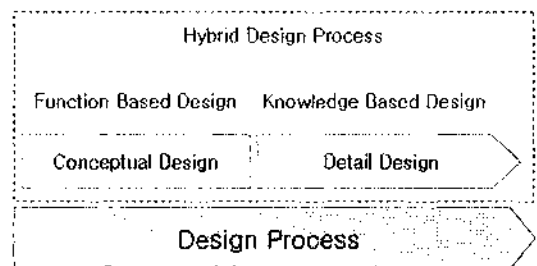 Hybrid Design Process
Function Based Design Knowledge Based Design
Conceptual Design Detail Design
Design Process